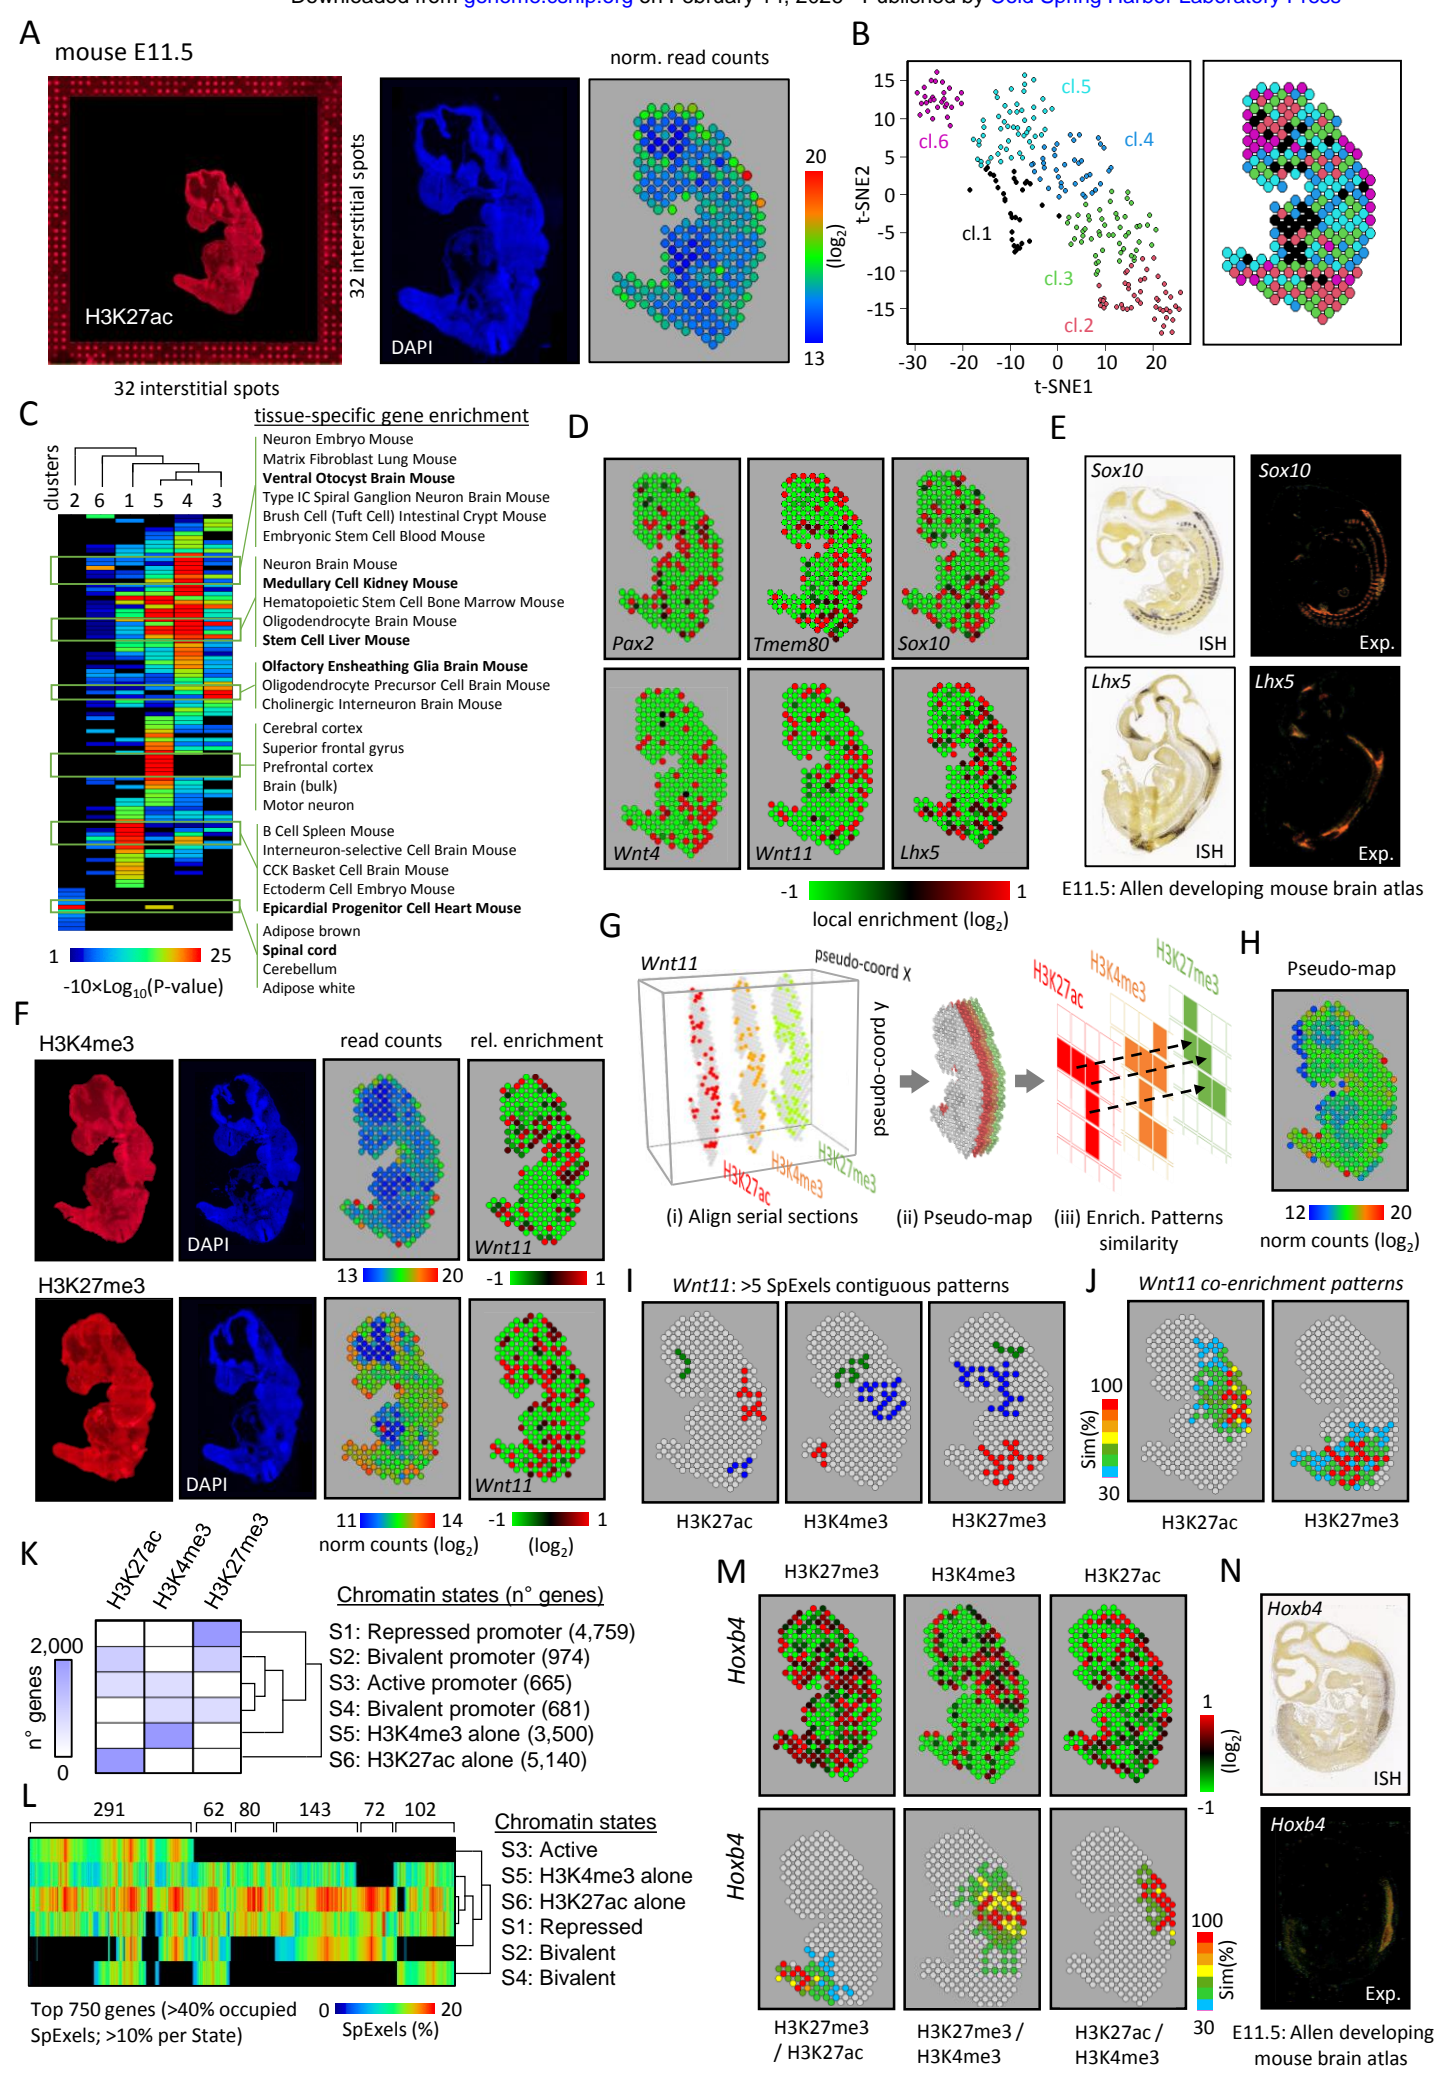 Downloaded from genome.cshlp.org on February 14, 2023 - Published by Cold Spring Harbor Laboratory Press
A
mouse E11.5
norm. read counts
H3K27ac
32 interstitial spots
32 interstitial spots
DAPI
20
(log2)
13
B
15
10
5
0
-5
-10
-15
t-SNE2
-30
-20
-10
0
10
20
t-SNE1
cl.5
cl.6
cl.4
cl.1
cl.3
cl.2
C
tissue-specific gene enrichment
clusters
2
6
1
5
4
3
Neuron Embryo Mouse
Matrix Fibroblast Lung Mouse
Ventral Otocyst Brain Mouse
Type IC Spiral Ganglion Neuron Brain Mouse
Brush Cell (Tuft Cell) Intestinal Crypt Mouse
Embryonic Stem Cell Blood Mouse
Neuron Brain Mouse
Medullary Cell Kidney Mouse
Hematopoietic Stem Cell Bone Marrow Mouse
Oligodendrocyte Brain Mouse
Stem Cell Liver Mouse
Olfactory Ensheathing Glia Brain Mouse
Oligodendrocyte Precursor Cell Brain Mouse
Cholinergic Interneuron Brain Mouse
Cerebral cortex
Superior frontal gyrus
Prefrontal cortex
Brain (bulk)
Motor neuron
B Cell Spleen Mouse
Interneuron-selective Cell Brain Mouse
CCK Basket Cell Brain Mouse
Ectoderm Cell Embryo Mouse
Epicardial Progenitor Cell Heart Mouse
Adipose brown
Spinal cord
Cerebellum
Adipose white
1
25
-10×Log10(P-value)
D
Pax2
Tmem80
Sox10
Wnt4
Wnt11
Lhx5
-1
1
local enrichment (log2)
E
Sox10
ISH
Sox10
Exp.
Lhx5
ISH
Lhx5
Exp.
E11.5: Allen developing mouse brain atlas
F
H3K4me3
DAPI
read counts
rel. enrichment
Wnt11
13
20
-1
1
H3K27me3
DAPI
Wnt11
11
14
norm counts (log2)
-1
1
(log2)
G
Wnt11
pseudo-coord X
pseudo-coord y
H3K27ac
H3K4me3
H3K27me3
(i) Align serial sections
(ii) Pseudo-map
H3K27ac
H3K4me3
H3K27me3
(iii) Enrich. Patterns
similarity
H
Pseudo-map
12
20
norm counts (log2)
I
Wnt11: >5 SpExels contiguous patterns
H3K27ac
H3K4me3
H3K27me3
J
Wnt11 co-enrichment patterns
100
Sim(%)
30
H3K27ac
H3K27me3
K
H3K27ac
H3K4me3
H3K27me3
2,000
n° genes
0
Chromatin states (n° genes)
S1: Repressed promoter (4,759)
S2: Bivalent promoter (974)
S3: Active promoter (665)
S4: Bivalent promoter (681)
S5: H3K4me3 alone (3,500)
S6: H3K27ac alone (5,140)
L
291
62
80
143
72
102
Chromatin states
S3: Active
S5: H3K4me3 alone
S6: H3K27ac alone
S1: Repressed
S2: Bivalent
S4: Bivalent
Top 750 genes (>40% occupied
SpExels; >10% per State)
0
20
SpExels (%)
M
H3K27me3
H3K4me3
H3K27ac
Hoxb4
1
(log2)
-1
Hoxb4
100
Sim(%)
30
H3K27me3
/ H3K27ac
H3K27me3 /
H3K4me3
H3K27ac /
H3K4me3
N
Hoxb4
ISH
Hoxb4
Exp.
E11.5: Allen developing
mouse brain atlas